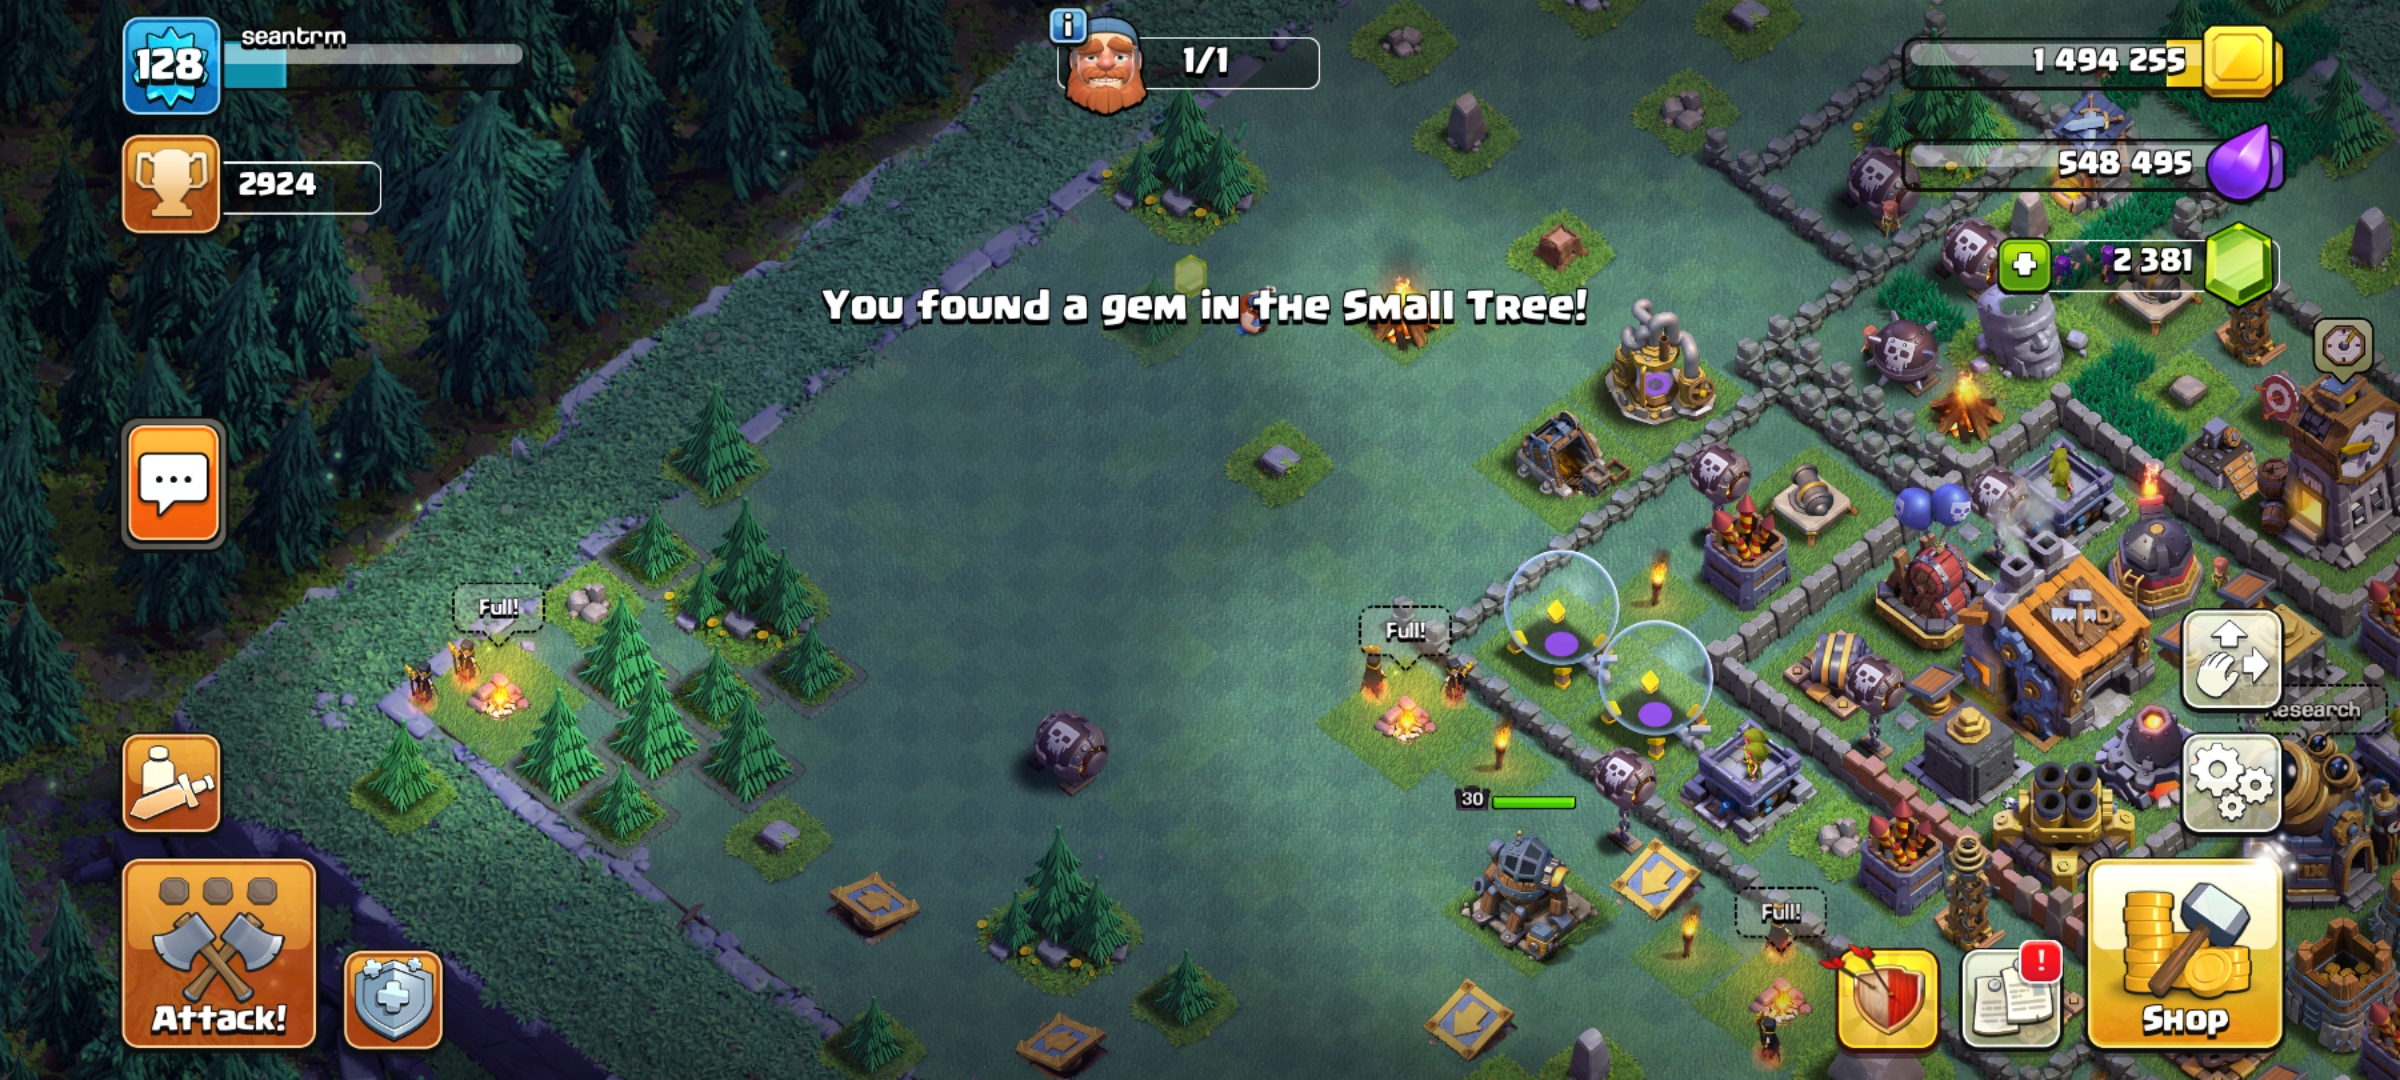 128
seantrm
i
1/1
1 494 255
2924
548 495
2 381
You found a gem in the Small Tree!
Full!
Full!
Research
30
Full!
!
Attack!
Shop